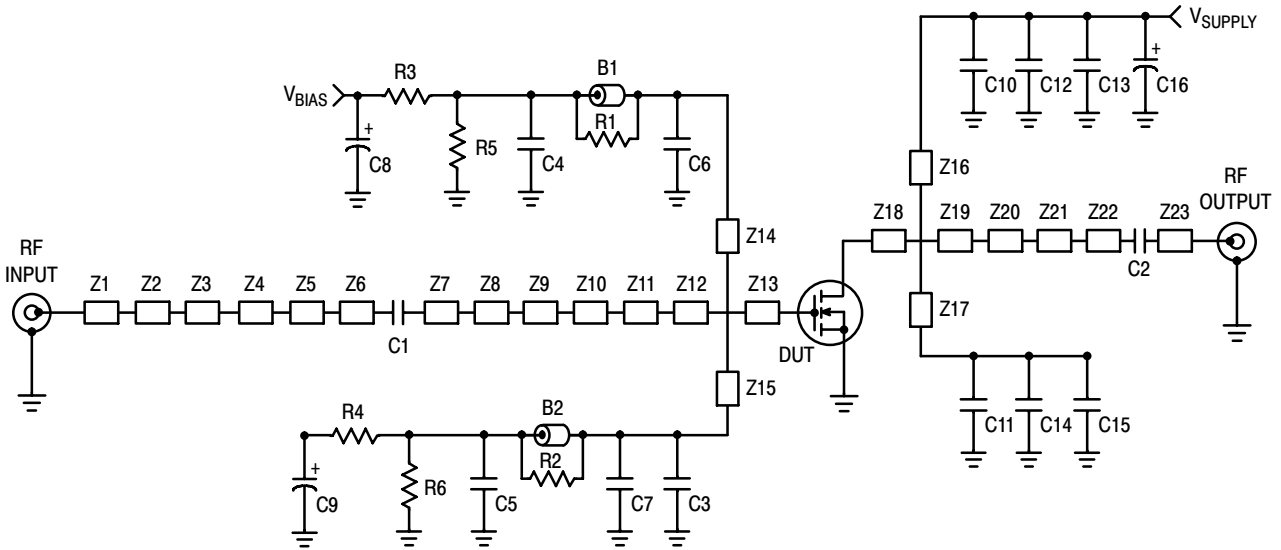 V_SUPPLY
B1
R3
V_BIAS
+
C10
C12
C13
+
C16
R1
C8
R5
C4
C6
Z16
RF
OUTPUT
Z14
Z18
Z19
Z20
Z21
Z22
Z23
RF
INPUT
C2
Z1
Z2
Z3
Z4
Z5
Z6
Z7
Z8
Z9
Z10
Z11
Z12
Z13
Z17
C1
DUT
Z15
R4
B2
C11
C14
C15
+
R2
C9
R6
C5
C7
C3